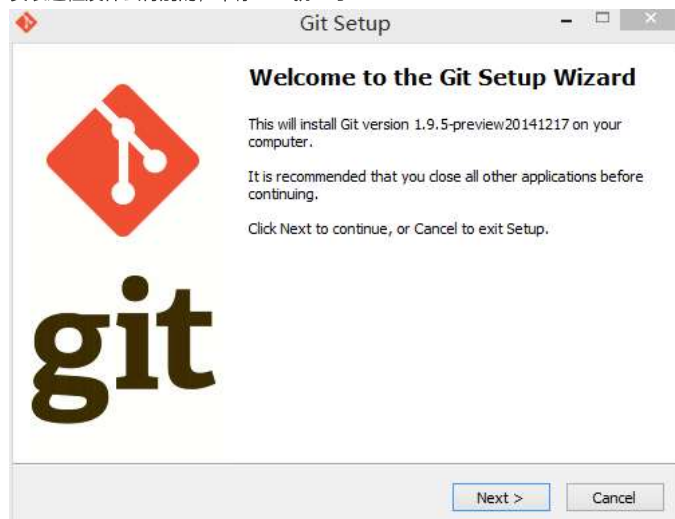 Git Setup
Welcome to the Git Setup Wizard
This will install Git version 1.9.5-preview20141217 on your
computer.
It is recommended that you close all other applications before
continuing.
Click Next to continue, or Cancel to exit Setup.
git
Next >
Cancel